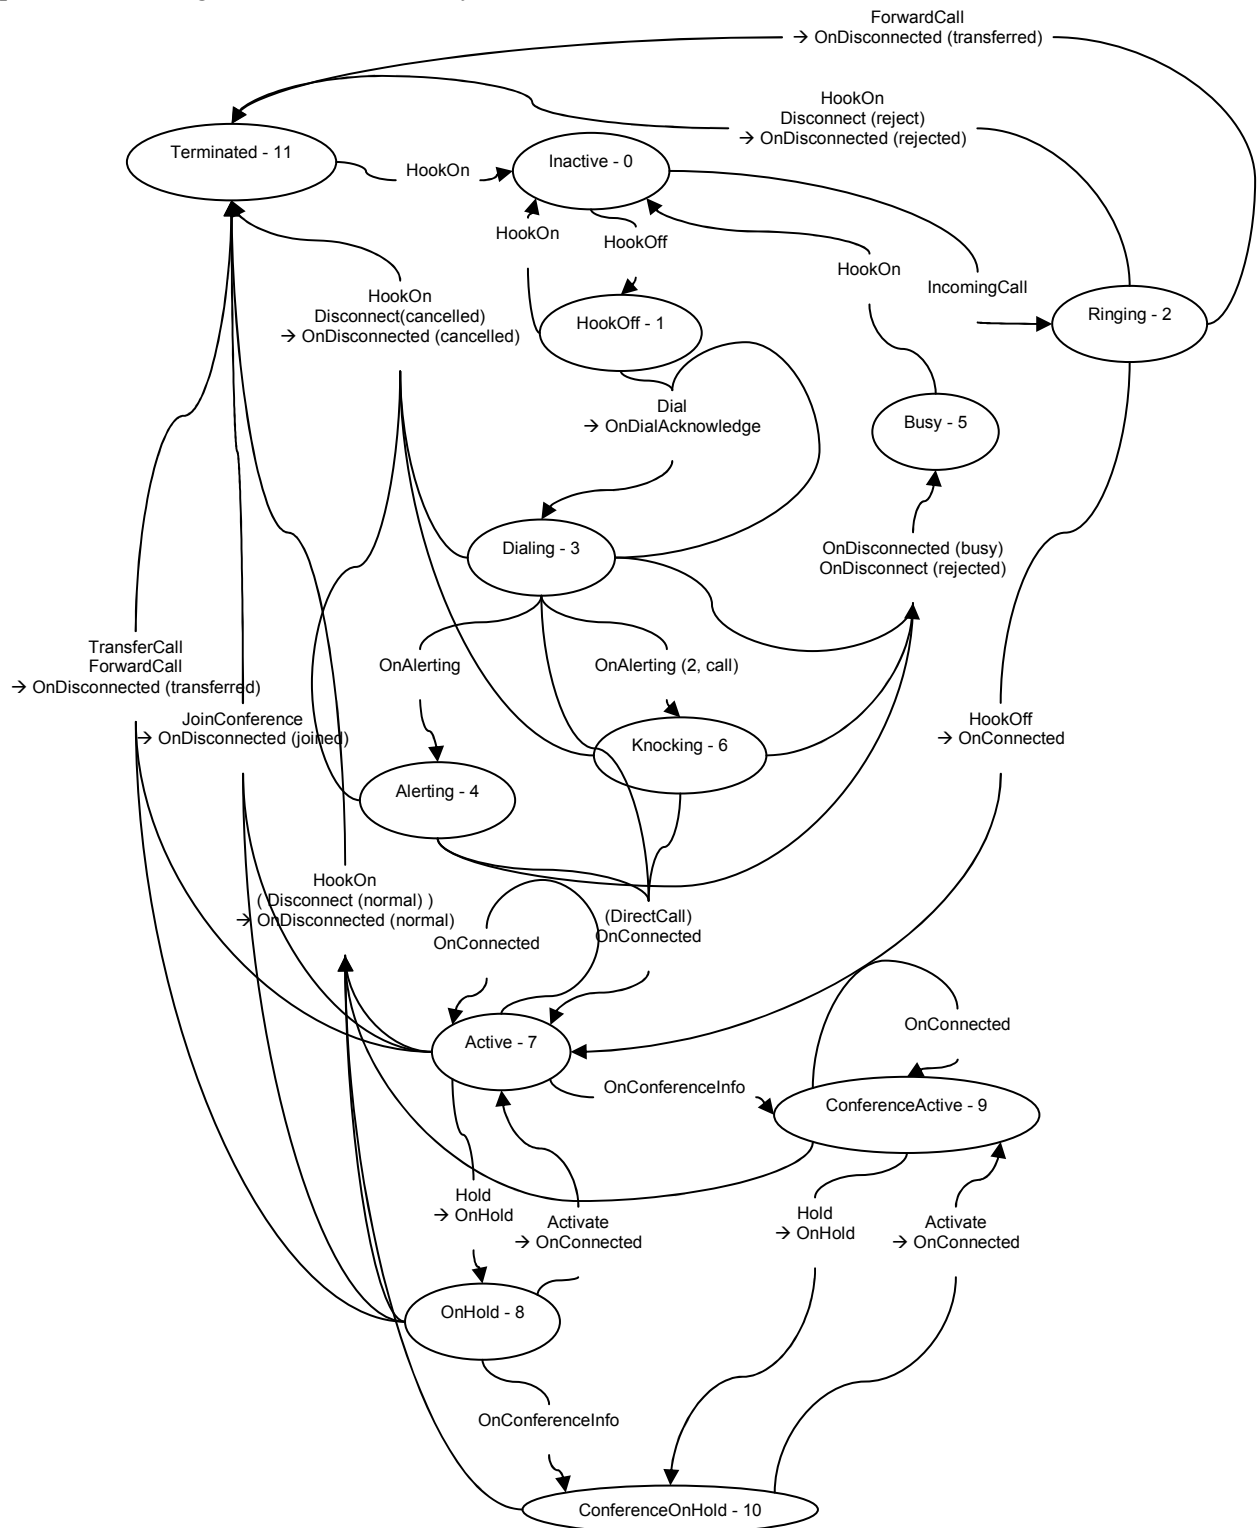 ForwardCall
→ OnDisconnected (transferred)
HookOn
Disconnect (reject)
→ OnDisconnected (rejected)
Terminated - 11
HookOn
Inactive - 0
HookOn
HookOff
HookOn
IncomingCall
Ringing - 2
HookOn
Disconnect(cancelled)
→ OnDisconnected (cancelled)
HookOff - 1
Dial
→ OnDialAcknowledge
Busy - 5
Dialing - 3
OnDisconnected (busy)
OnDisconnect (rejected)
TransferCall
ForwardCall
→ OnDisconnected (transferred)
OnAlerting
OnAlerting (2, call)
JoinConference
→ OnDisconnected (joined)
HookOff
→ OnConnected
Knocking - 6
Alerting - 4
HookOn
( Disconnect (normal) )
→ OnDisconnected (normal)
OnConnected
(DirectCall)
OnConnected
Active - 7
OnConnected
OnConferenceInfo
ConferenceActive - 9
Hold
→ OnHold
Activate
→ OnConnected
Hold
→ OnHold
Activate
→ OnConnected
OnHold - 8
OnConferenceInfo
ConferenceOnHold - 10